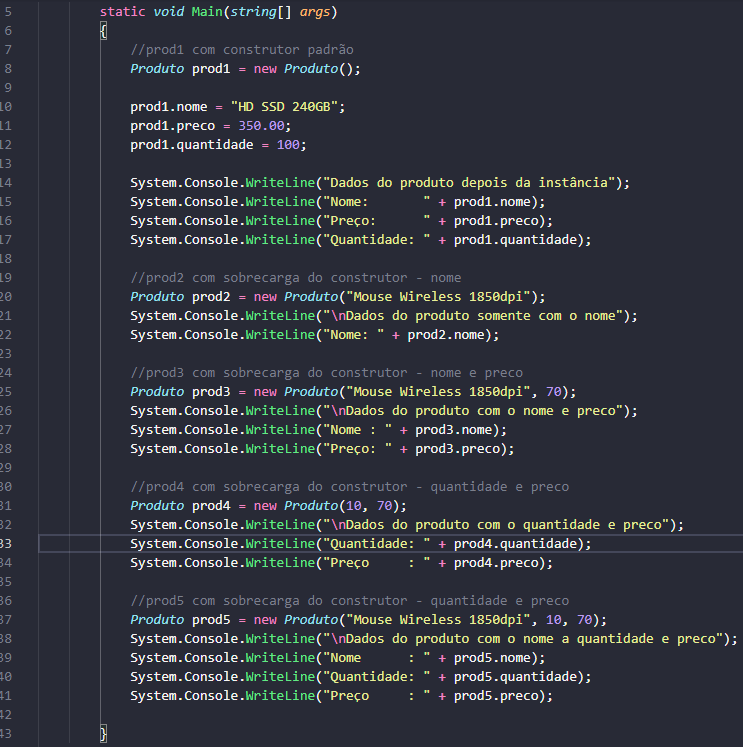 5 static void Main(string[] args)
6 {
7 //prod1 com construtor padrão
8 Produto prod1 = new Produto();
9
10 prod1.nome = "HD SSD 240GB";
11 prod1.preco = 350.00;
12 prod1.quantidade = 100;
13
14 System.Console.WriteLine("Dados do produto depois da instância");
15 System.Console.WriteLine("Nome:       " + prod1.nome);
16 System.Console.WriteLine("Preço:      " + prod1.preco);
17 System.Console.WriteLine("Quantidade: " + prod1.quantidade);
18
19 //prod2 com sobrecarga do construtor - nome
20 Produto prod2 = new Produto("Mouse Wireless 1850dpi");
21 System.Console.WriteLine("\nDados do produto somente com o nome");
22 System.Console.WriteLine("Nome: " + prod2.nome);
23
24 //prod3 com sobrecarga do construtor - nome e preco
25 Produto prod3 = new Produto("Mouse Wireless 1850dpi", 70);
26 System.Console.WriteLine("\nDados do produto com o nome e preco");
27 System.Console.WriteLine("Nome : " + prod3.nome);
28 System.Console.WriteLine("Preço: " + prod3.preco);
29
30 //prod4 com sobrecarga do construtor - quantidade e preco
31 Produto prod4 = new Produto(10, 70);
32 System.Console.WriteLine("\nDados do produto com o quantidade e preco");
33 System.Console.WriteLine("Quantidade: " + prod4.quantidade);
34 System.Console.WriteLine("Preço     : " + prod4.preco);
35
36 //prod5 com sobrecarga do construtor - quantidade e preco
37 Produto prod5 = new Produto("Mouse Wireless 1850dpi", 10, 70);
38 System.Console.WriteLine("\nDados do produto com o nome a quantidade e preco");
39 System.Console.WriteLine("Nome      : " + prod5.nome);
40 System.Console.WriteLine("Quantidade: " + prod5.quantidade);
41 System.Console.WriteLine("Preço     : " + prod5.preco);
42
43 }